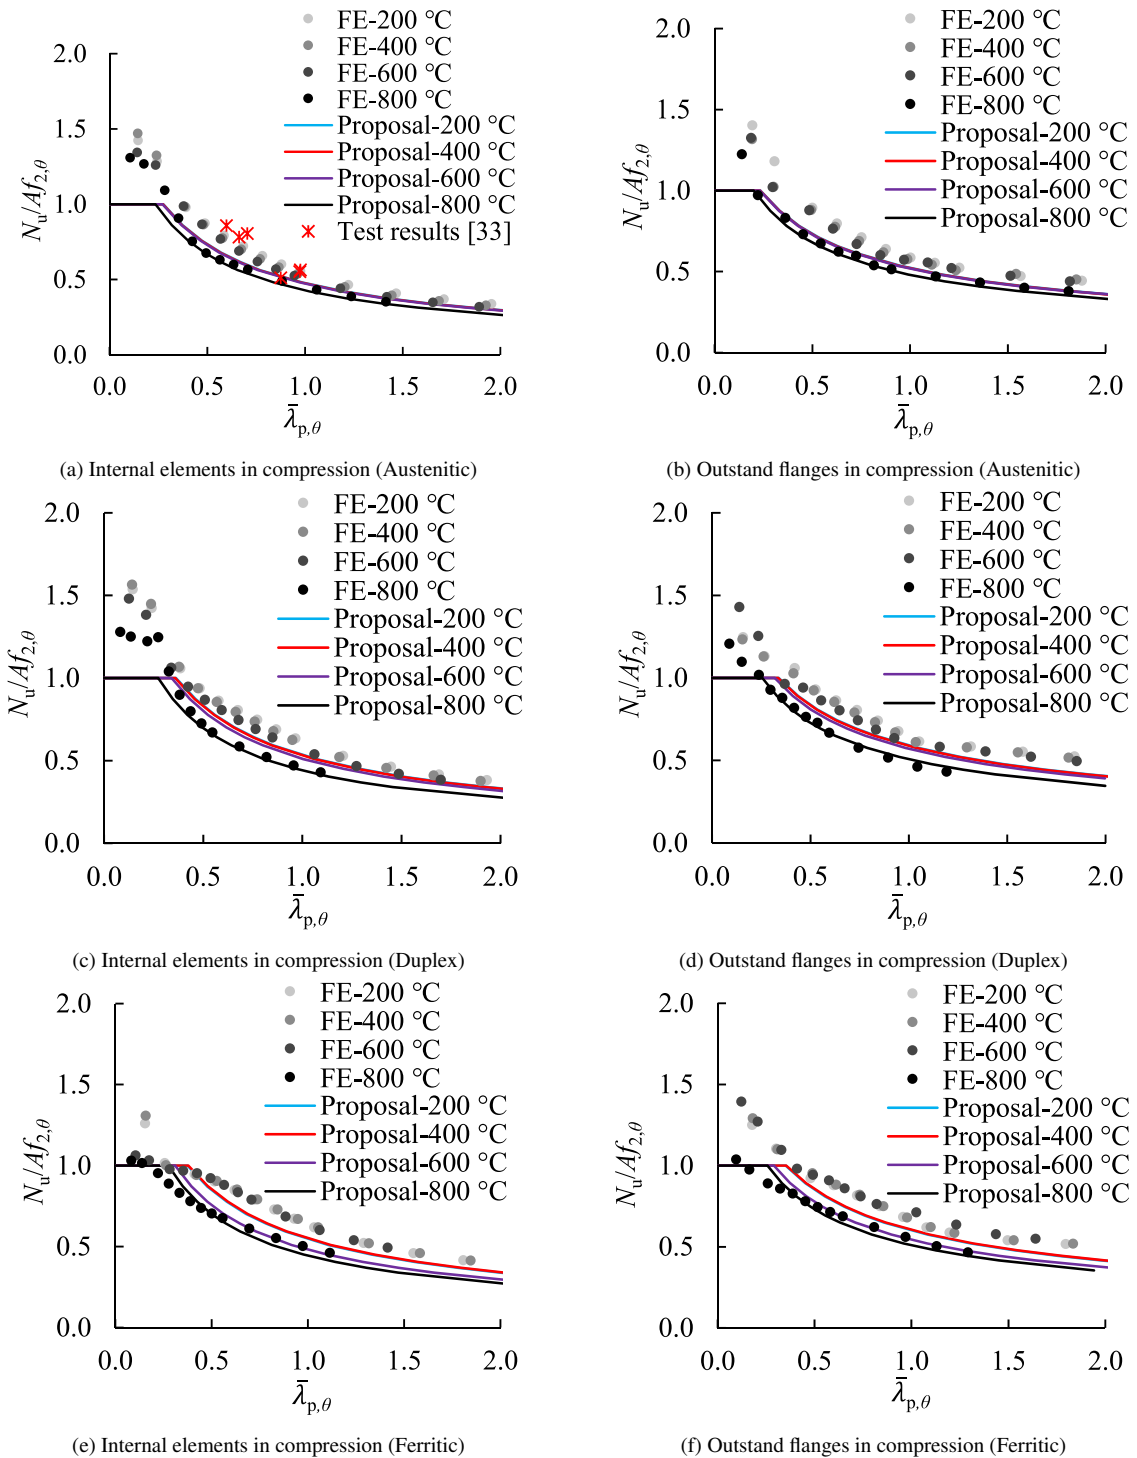 FE-200 °C
FE-400 °C
FE-600 °C
FE-800 °C
Proposal-200 °C
Proposal-400 °C
Proposal-600 °C
Proposal-800 °C
Test results [33]
2.0
1.5
1.0
0.5
0.0
Nu/Af2,θ
0.0 0.5 1.0 1.5 2.0
λ̄p,θ
(a) Internal elements in compression (Austenitic)
FE-200 °C
FE-400 °C
FE-600 °C
FE-800 °C
Proposal-200 °C
Proposal-400 °C
Proposal-600 °C
Proposal-800 °C
2.0
1.5
1.0
0.5
0.0
Nu/Af2,θ
0.0 0.5 1.0 1.5 2.0
λ̄p,θ
(b) Outstand flanges in compression (Austenitic)
FE-200 °C
FE-400 °C
FE-600 °C
FE-800 °C
Proposal-200 °C
Proposal-400 °C
Proposal-600 °C
Proposal-800 °C
2.0
1.5
1.0
0.5
0.0
Nu/Af2,θ
0.0 0.5 1.0 1.5 2.0
λ̄p,θ
(c) Internal elements in compression (Duplex)
FE-200 °C
FE-400 °C
FE-600 °C
FE-800 °C
Proposal-200 °C
Proposal-400 °C
Proposal-600 °C
Proposal-800 °C
2.0
1.5
1.0
0.5
0.0
Nu/Af2,θ
0.0 0.5 1.0 1.5 2.0
λ̄p,θ
(d) Outstand flanges in compression (Duplex)
FE-200 °C
FE-400 °C
FE-600 °C
FE-800 °C
Proposal-200 °C
Proposal-400 °C
Proposal-600 °C
Proposal-800 °C
2.0
1.5
1.0
0.5
0.0
Nu/Af2,θ
0.0 0.5 1.0 1.5 2.0
λ̄p,θ
(e) Internal elements in compression (Ferritic)
FE-200 °C
FE-400 °C
FE-600 °C
FE-800 °C
Proposal-200 °C
Proposal-400 °C
Proposal-600 °C
Proposal-800 °C
2.0
1.5
1.0
0.5
0.0
Nu/Af2,θ
0.0 0.5 1.0 1.5 2.0
λ̄p,θ
(f) Outstand flanges in compression (Ferritic)